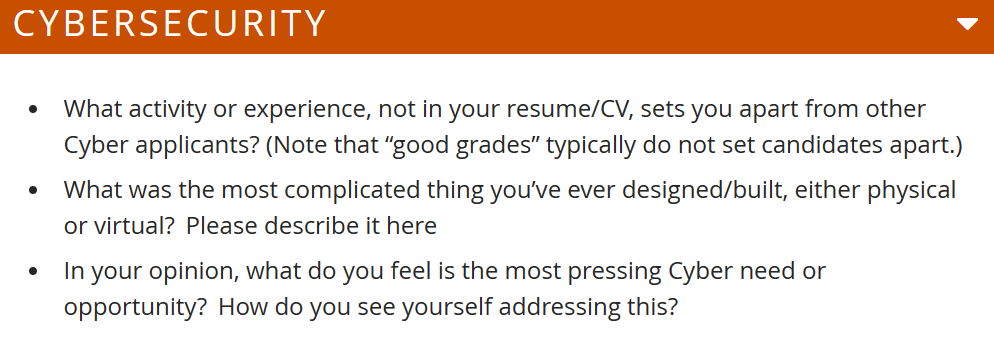 CYBERSECURITY
• What activity or experience, not in your resume/CV, sets you apart from other
Cyber applicants? (Note that “good grades” typically do not set candidates apart.)
• What was the most complicated thing you’ve ever designed/built, either physical
or virtual?  Please describe it here
• In your opinion, what do you feel is the most pressing Cyber need or
opportunity?  How do you see yourself addressing this?